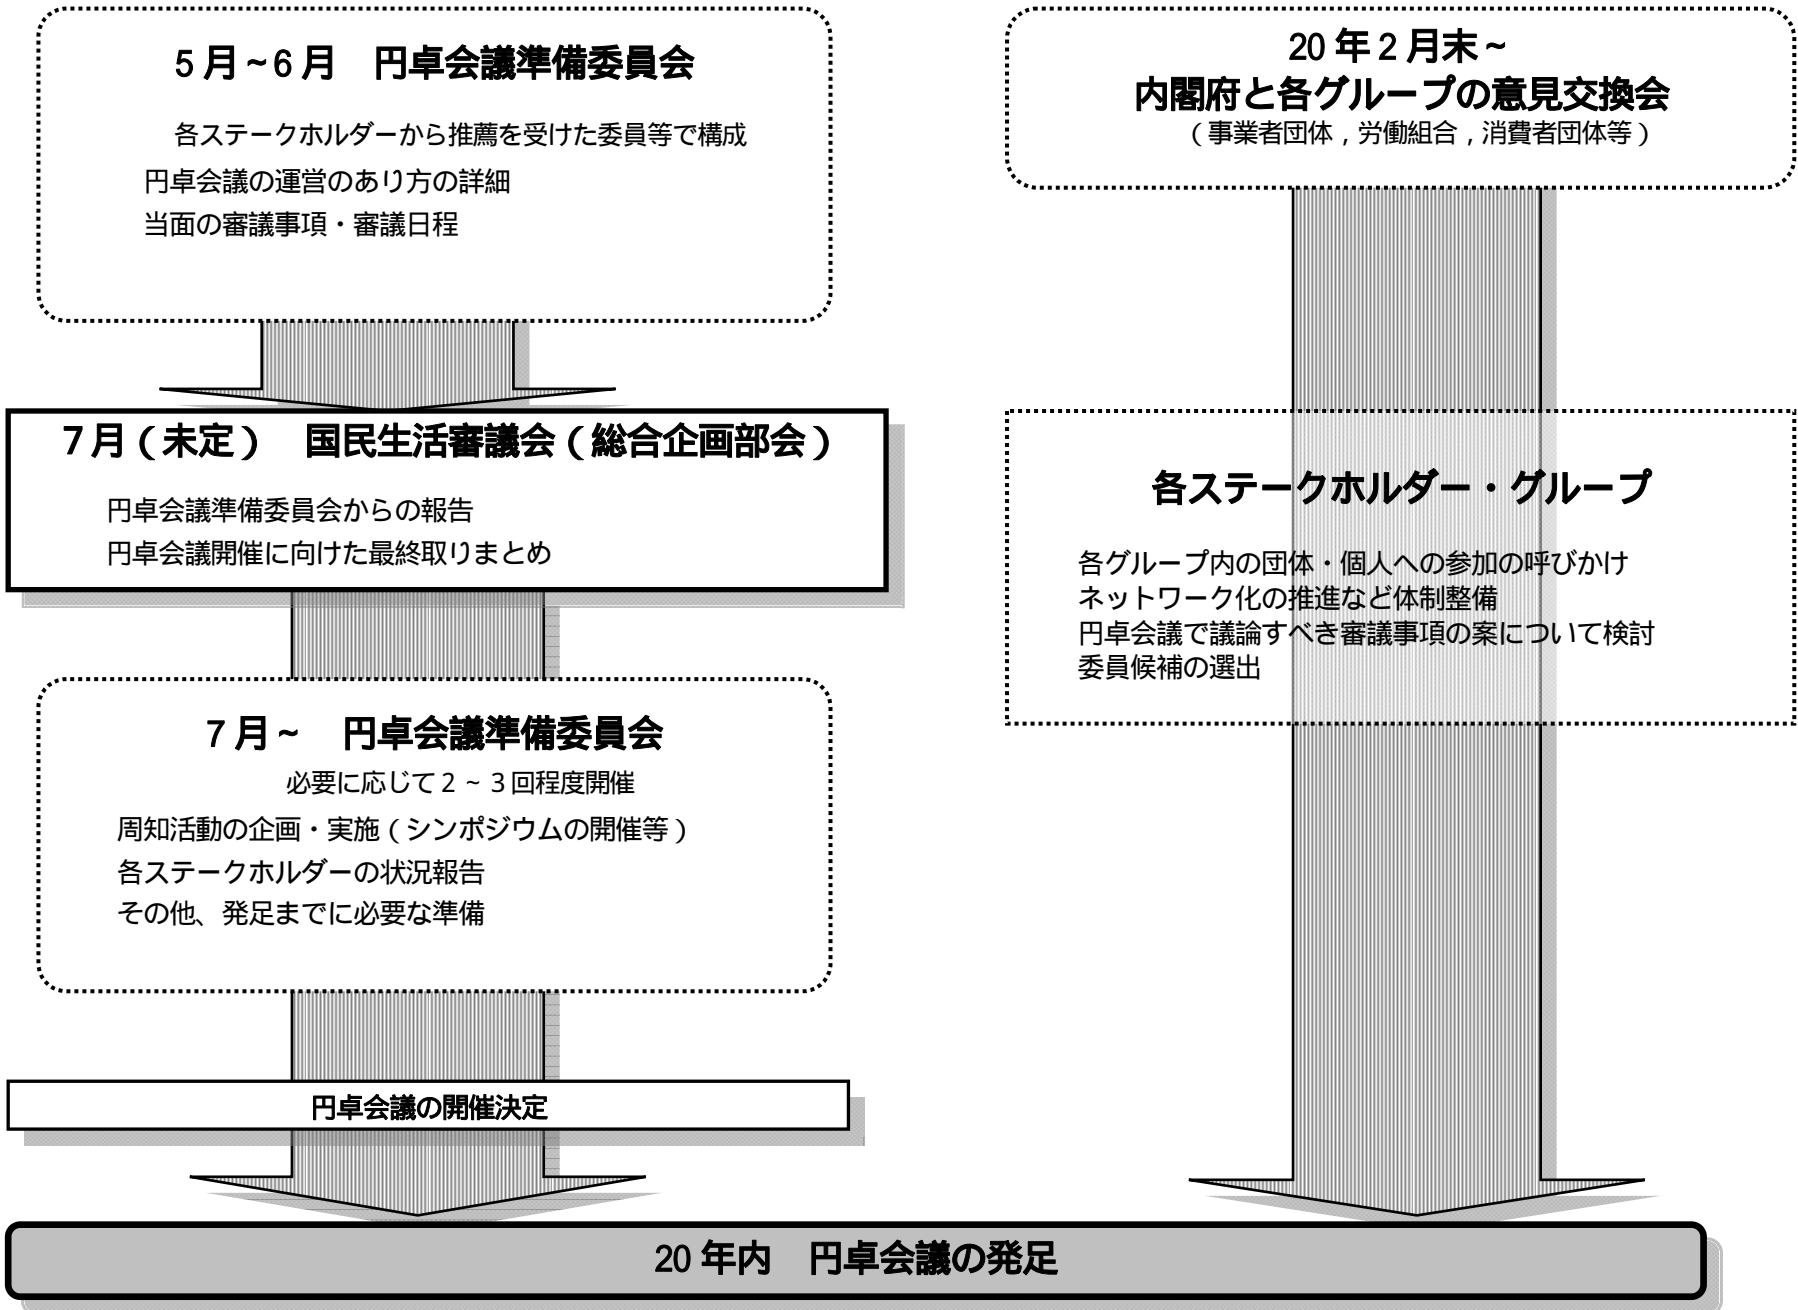 5月~6月　円卓会議準備委員会
各ステークホルダーから推薦を受けた委員等で構成
円卓会議の運営のあり方の詳細
当面の審議事項・審議日程
7月（未定）　国民生活審議会（総合企画部会）
円卓会議準備委員会からの報告
円卓会議開催に向けた最終取りまとめ
7月~　円卓会議準備委員会
必要に応じて2~3回程度開催
周知活動の企画・実施（シンポジウムの開催等）
各ステークホルダーの状況報告
その他、発足までに必要な準備
円卓会議の開催決定
20年2月末~
内閣府と各グループの意見交換会
（事業者団体，労働組合，消費者団体等）
各ステークホルダー・グループ
各グループ内の団体・個人への参加の呼びかけ
ネットワーク化の推進など体制整備
円卓会議で議論すべき審議事項の案について検討
委員候補の選出
20年内　円卓会議の発足